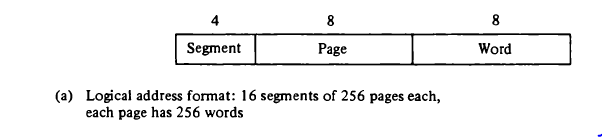 4 8 8
Segment Page Word
(a) Logical address format: 16 segments of 256 pages each,
each page has 256 words